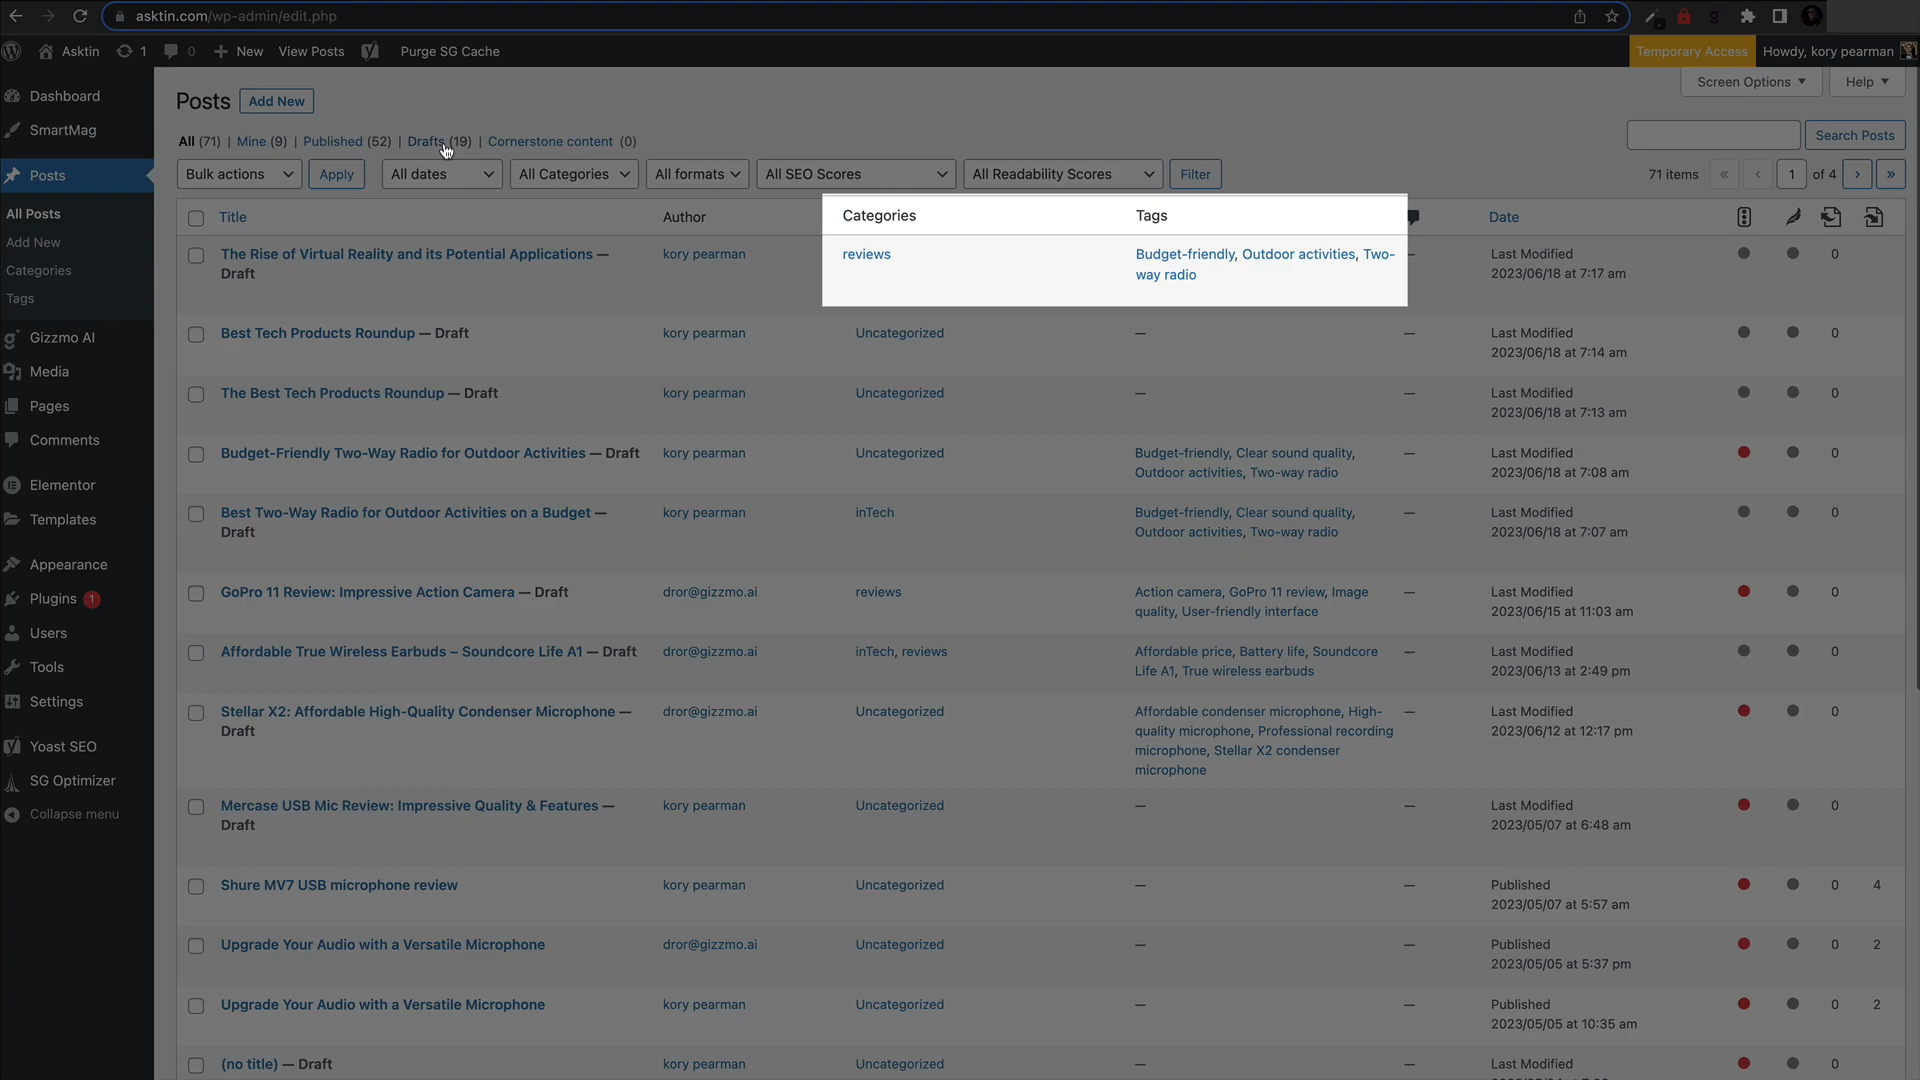 asktin.com/wp-admin/edit.php
Asktin 1 0 New View Posts Purge SG Cache Temporary Access Howdy, kory pearman
Screen Options Help
Dashboard
SmartMag
Posts
All Posts
Add New
Categories
Tags
Gizzmo AI
Media
Pages
Comments
Elementor
Templates
Appearance
Plugins 1
Users
Tools
Settings
Yoast SEO
SG Optimizer
Collapse menu
Posts Add New
All (71) | Mine (9) | Published (52) | Drafts (19) | Cornerstone content (0)
Search Posts
Bulk actions Apply All dates All Categories All formats All SEO Scores All Readability Scores Filter 71 items « ‹ 1 of 4 › »
Title Author Categories Tags Date
The Rise of Virtual Reality and its Potential Applications — kory pearman reviews Budget-friendly, Outdoor activities, Two- — Last Modified 0
Draft way radio 2023/06/18 at 7:17 am
Best Tech Products Roundup — Draft kory pearman Uncategorized — — Last Modified 0
2023/06/18 at 7:14 am
The Best Tech Products Roundup — Draft kory pearman Uncategorized — — Last Modified 0
2023/06/18 at 7:13 am
Budget-Friendly Two-Way Radio for Outdoor Activities — Draft kory pearman Uncategorized Budget-friendly, Clear sound quality, — Last Modified 0
Outdoor activities, Two-way radio 2023/06/18 at 7:08 am
Best Two-Way Radio for Outdoor Activities on a Budget — kory pearman inTech Budget-friendly, Clear sound quality, — Last Modified 0
Draft Outdoor activities, Two-way radio 2023/06/18 at 7:07 am
GoPro 11 Review: Impressive Action Camera — Draft dror@gizzmo.ai reviews Action camera, GoPro 11 review, Image — Last Modified 0
quality, User-friendly interface 2023/06/15 at 11:03 am
Affordable True Wireless Earbuds – Soundcore Life A1 — Draft dror@gizzmo.ai inTech, reviews Affordable price, Battery life, Soundcore — Last Modified 0
Life A1, True wireless earbuds 2023/06/13 at 2:49 pm
Stellar X2: Affordable High-Quality Condenser Microphone — dror@gizzmo.ai Uncategorized Affordable condenser microphone, High- — Last Modified 0
Draft quality microphone, Professional recording 2023/06/12 at 12:17 pm
microphone, Stellar X2 condenser
microphone
Mercase USB Mic Review: Impressive Quality & Features — kory pearman Uncategorized — — Last Modified 0
Draft 2023/05/07 at 6:48 am
Shure MV7 USB microphone review kory pearman Uncategorized — — Published 0 4
2023/05/07 at 5:57 am
Upgrade Your Audio with a Versatile Microphone dror@gizzmo.ai Uncategorized — — Published 0 2
2023/05/05 at 5:37 pm
Upgrade Your Audio with a Versatile Microphone kory pearman Uncategorized — — Published 0 2
2023/05/05 at 10:35 am
(no title) — Draft kory pearman Uncategorized — — Last Modified 0